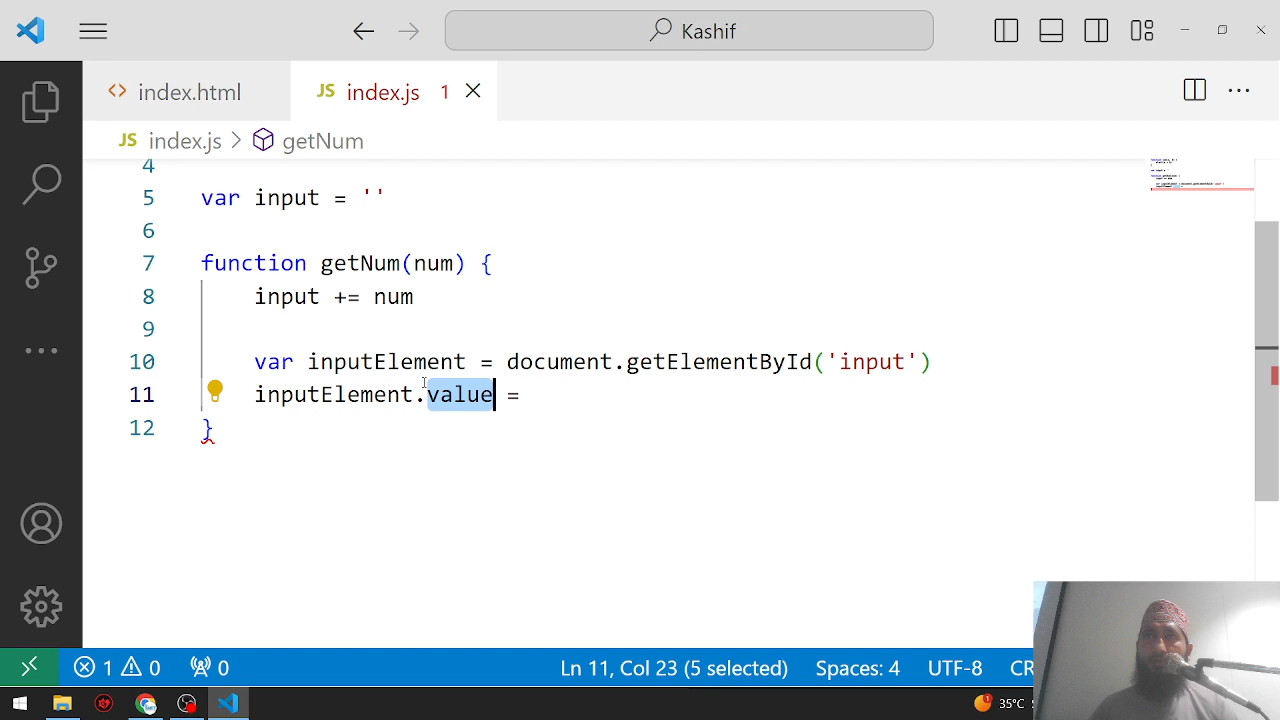 Kashif
index.html
JS index.js 1
JS index.js > getNum
4
5 var input = ''
6
7 function getNum(num) {
8 input += num
9
10 var inputElement = document.getElementById('input')
11 inputElement.value =
12 }
1 0 0 Ln 11, Col 23 (5 selected) Spaces: 4 UTF-8 CR
1 35°C